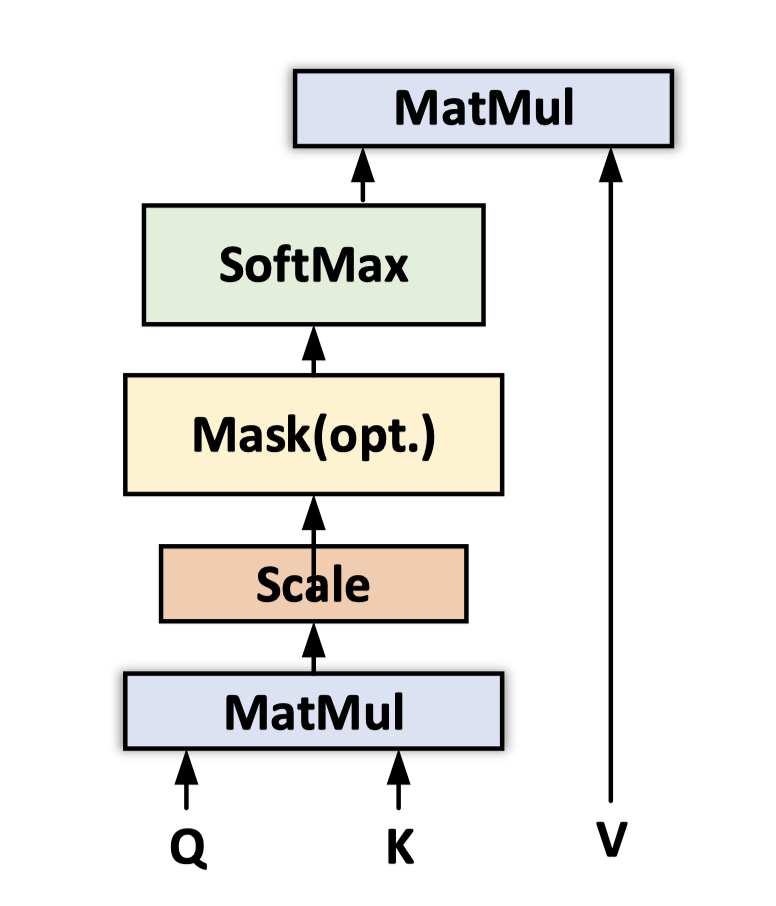 MatMul
SoftMax
Mask(opt.)
Scale
MatMul
Q K V